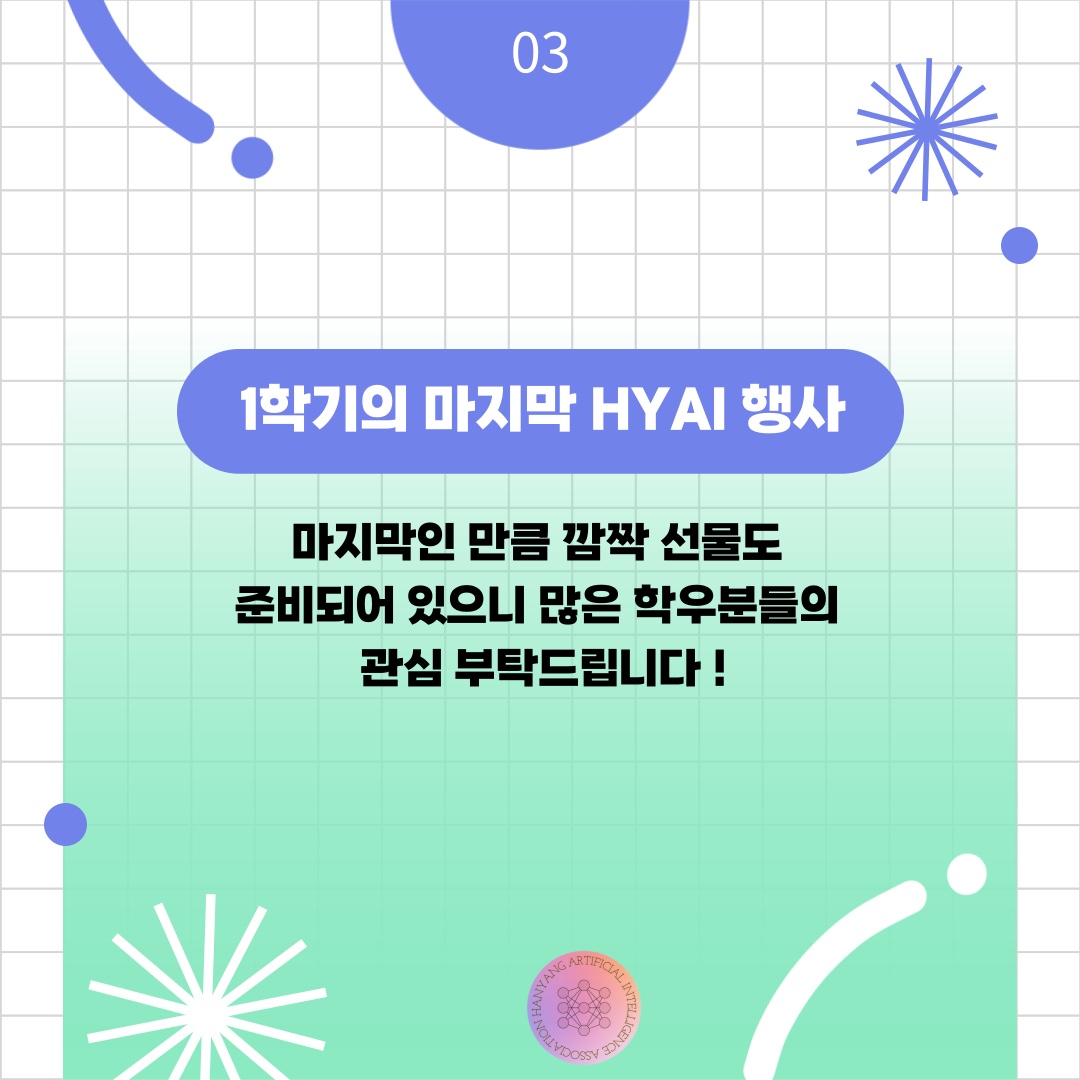 03
1학기의 마지막 HYAI 행사
마지막인 만큼 깜짝 선물도
준비되어 있으니 많은 학우분들의
관심 부탁드립니다 !
HANYANG ARTIFICIAL INTELLIGENCE ASSOCIATION